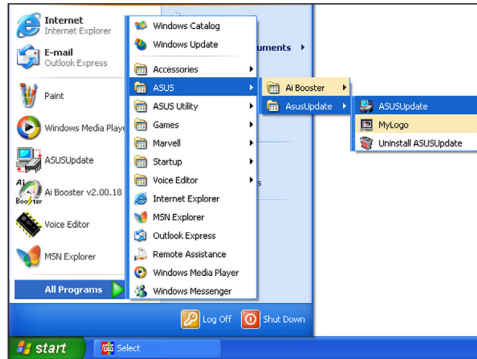 Internet
Internet Explorer
E-mail
Outlook Express
Paint
Windows Media Playe
ASUSUpdate
Ai Booster v2.00.18
Voice Editor
MSN Explorer
All Programs
Windows Catalog
Windows Update
Accessories
ASUS
ASUS Utility
Games
Marvell
Startup
Voice Editor
Internet Explorer
MSN Explorer
Outlook Express
Remote Assistance
Windows Media Player
Windows Messenger
uments
s
Ai Booster
AsusUpdate
ASUSUpdate
MyLogo
Uninstall ASUSUpdate
Log Off
Shut Down
start
Select